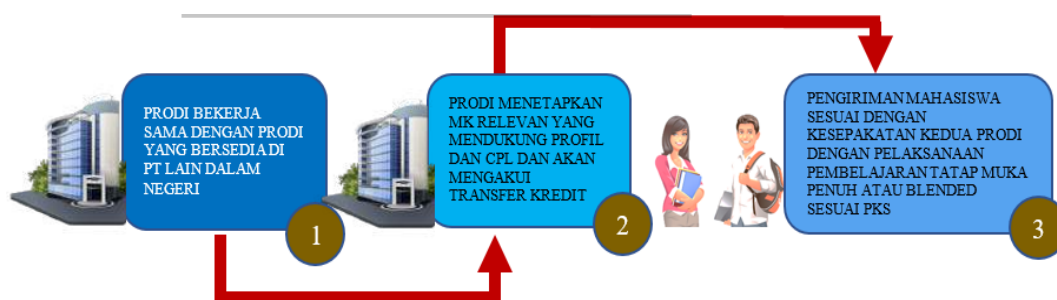 PRODI BEKERJA
SAMA DENGAN PRODI
YANG BERSEDIA DI
PT LAIN DALAM
NEGERI
1
PRODI MENETAPKAN
MK RELEVAN YANG
MENDUKUNG PROFIL
DAN CPL DAN AKAN
MENGAKUI
TRANSFER KREDIT
2
PENGIRIMAN MAHASISWA
SESUAI DENGAN
KESEPAKATAN KEDUA PRODI
DENGAN PELAKSANAAN
PEMBELAJARAN TATAP MUKA
PENUH ATAU BLENDED
SESUAI PKS
3